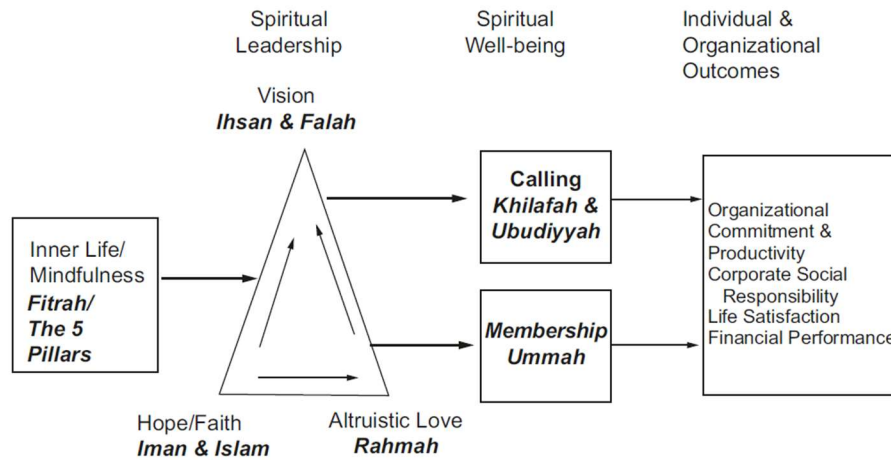 Spiritual
Leadership
Spiritual
Well-being
Individual &
Organizational
Outcomes
Vision
Ihsan & Falah
Inner Life/
Mindfulness
Fitrah/
The 5
Pillars
Hope/Faith
Iman & Islam
Altruistic Love
Rahmah
Calling
Khilafah &
Ubudiyyah
Membership
Ummah
Organizational
Commitment &
Productivity
Corporate Social
Responsibility
Life Satisfaction
Financial Performance